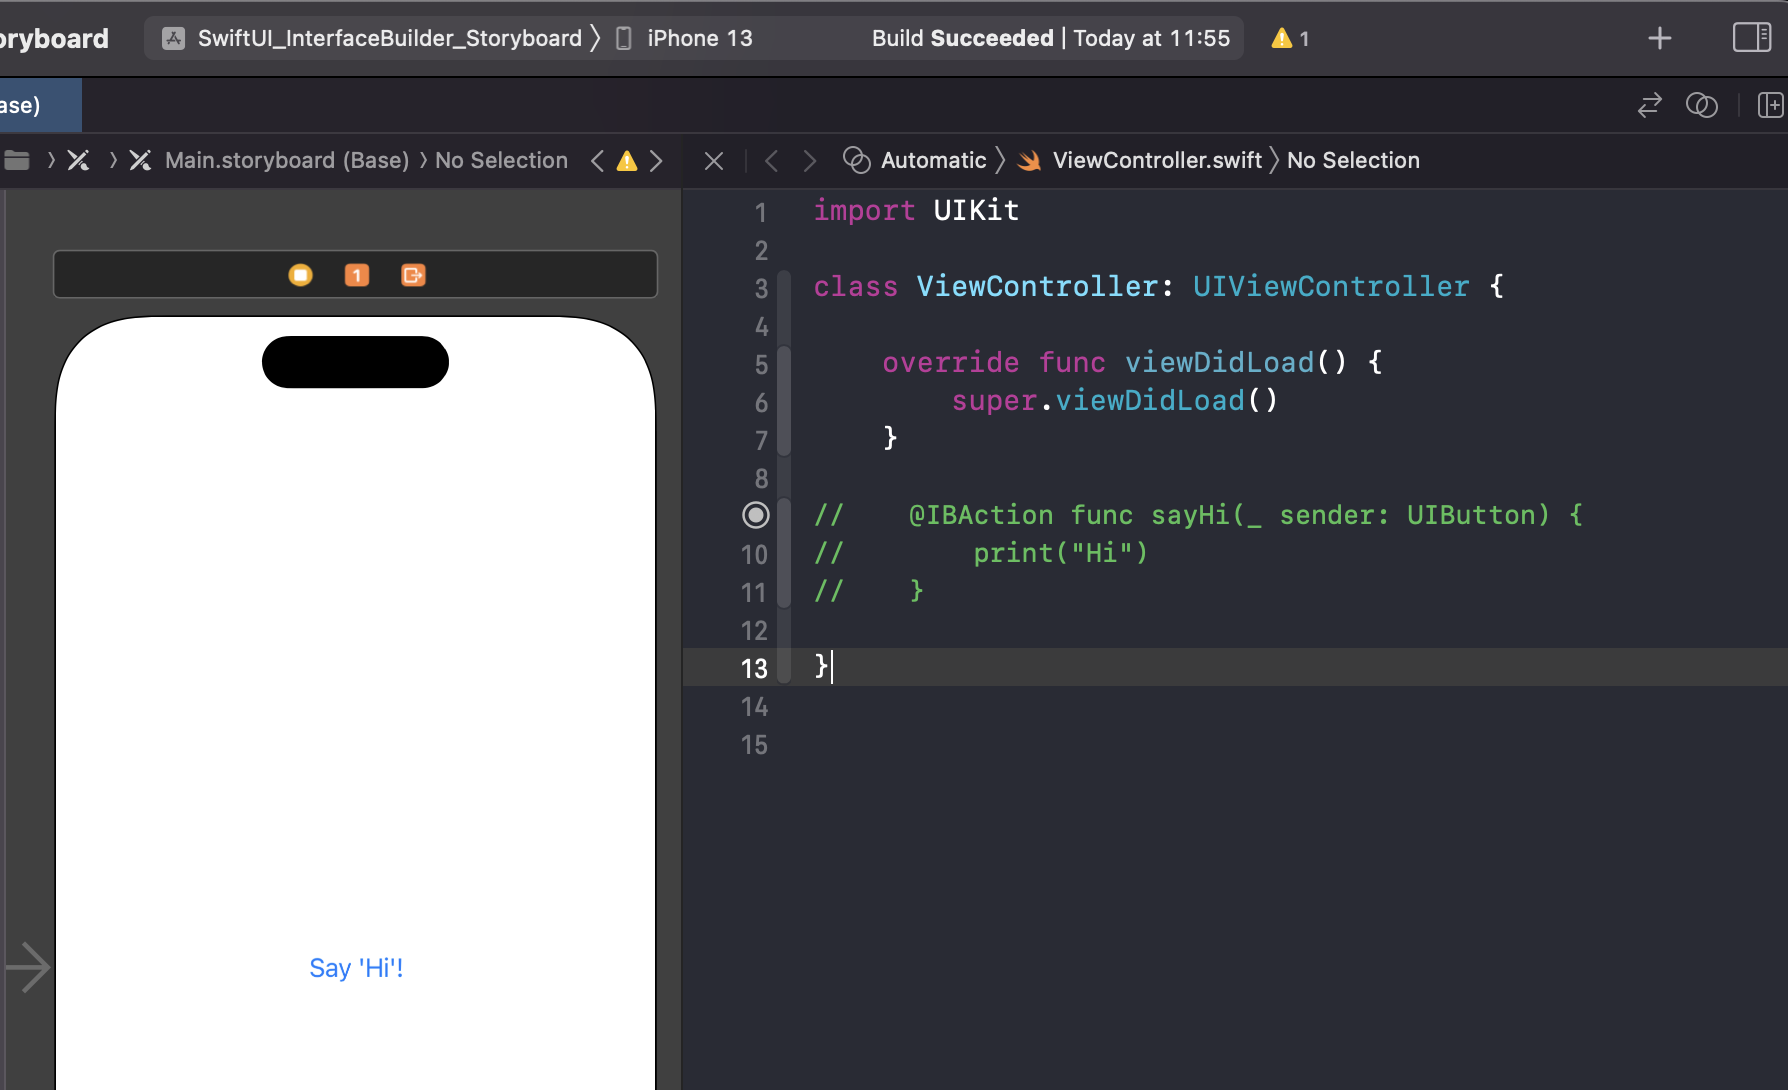 oryboard
SwiftUI_InterfaceBuilder_Storyboard 〉 iPhone 13
Build Succeeded | Today at 11:55
1
ase)
Main.storyboard (Base) 〉 No Selection
Automatic 〉 ViewController.swift 〉 No Selection
1
1 import UIKit
2
3 class ViewController: UIViewController {
4
5     override func viewDidLoad() {
6         super.viewDidLoad()
7     }
8
//    @IBAction func sayHi(_ sender: UIButton) {
10 //        print("Hi")
11 //    }
12
13 }
14
15
Say 'Hi'!